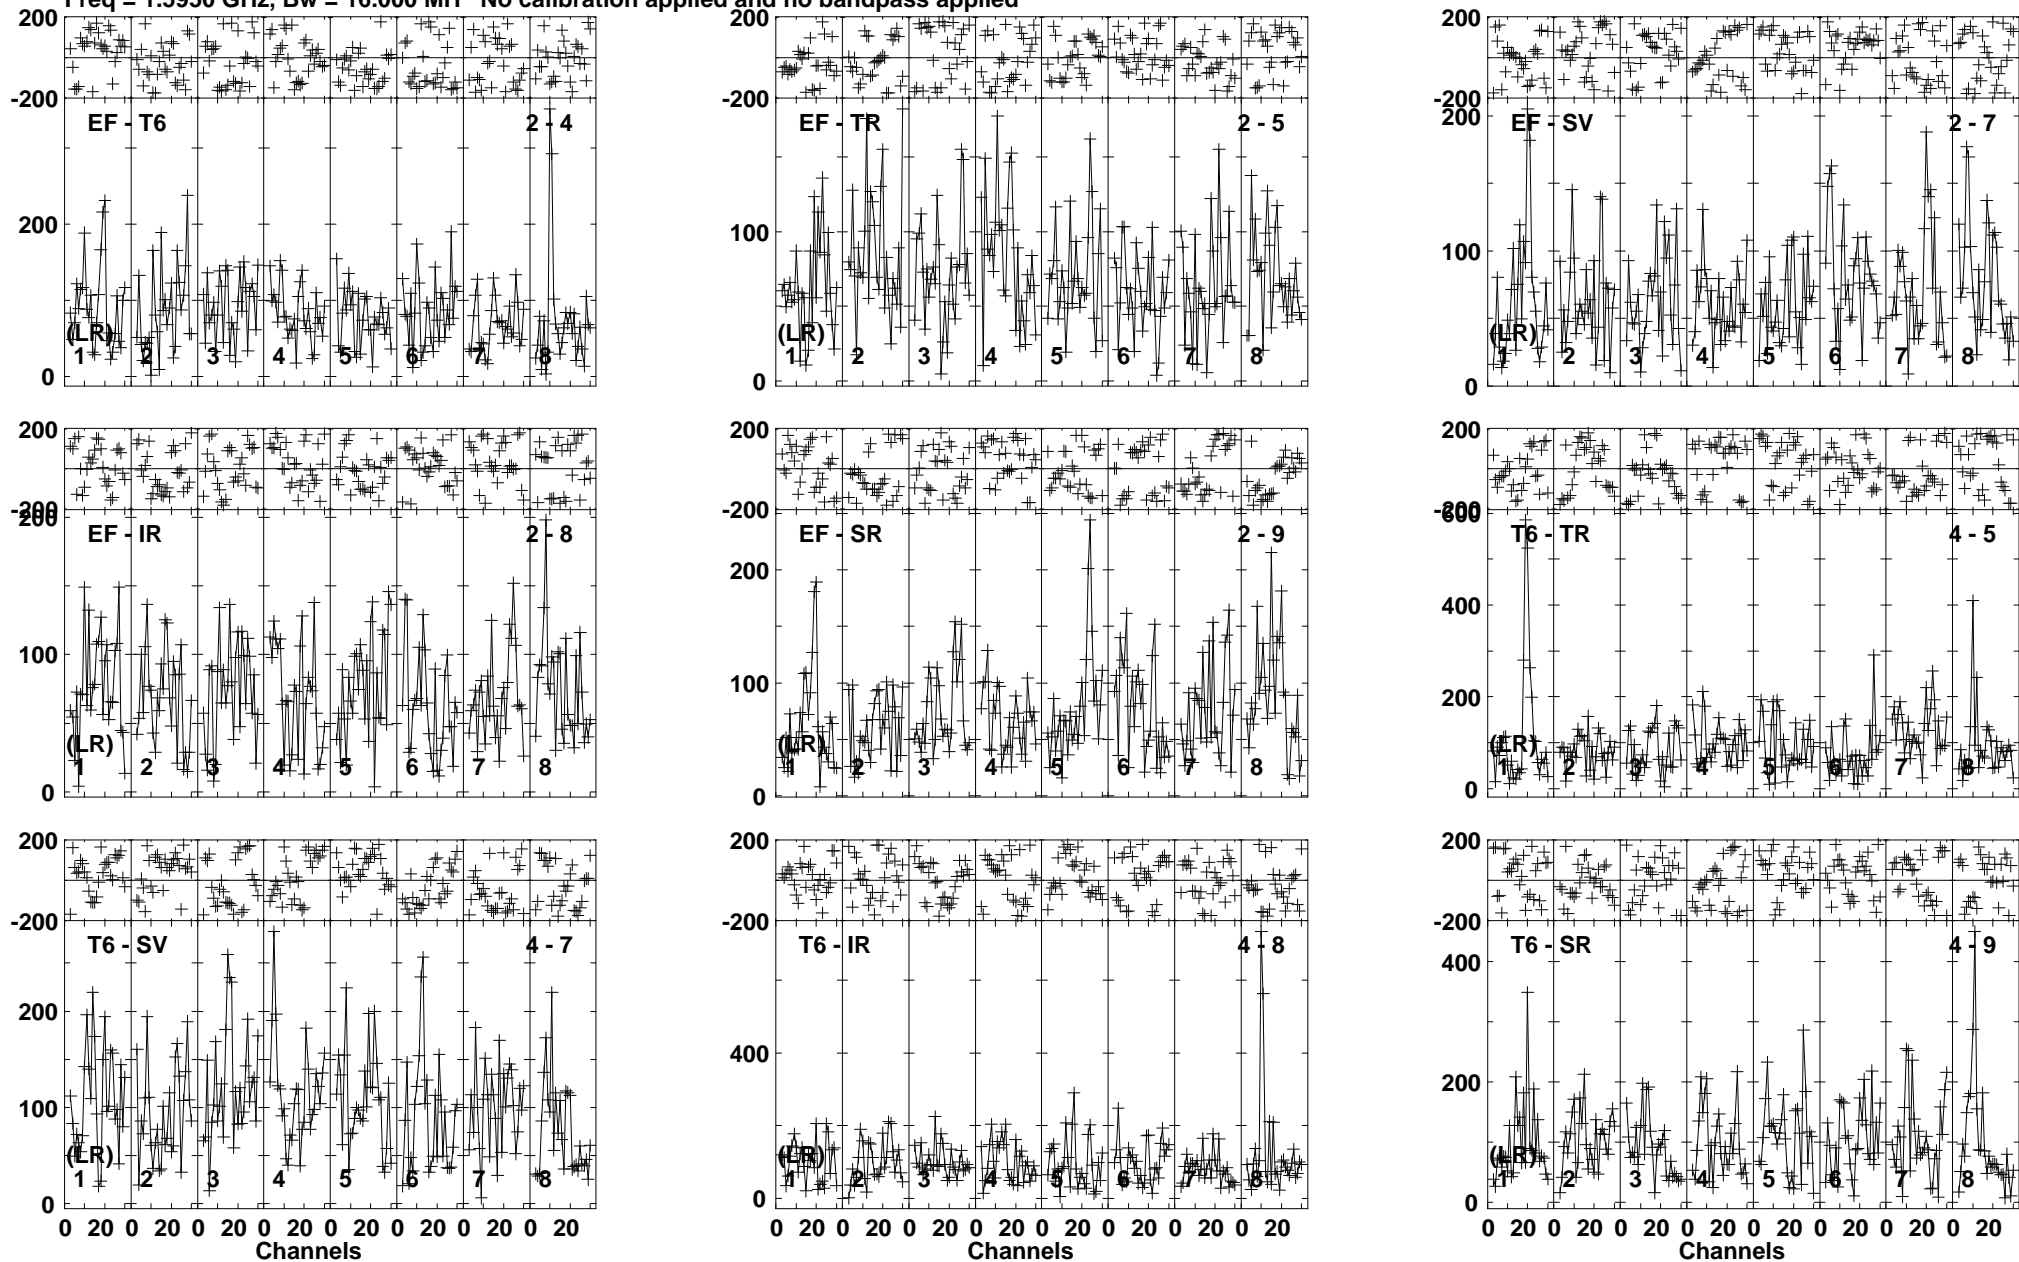 Freq = 1.5950 GHz, Bw = 16.000 MH No calibration applied and no bandpass applied
200 200 200
-200 -200 -200
EF - T6 2 - 4 EF - TR 2 - 5 EF - SV 2 - 7
200
200 100 100
(LR) (LR) (LR)
1 2 3 4 5 6 7 8 1 2 3 4 5 6 7 8 1 2 3 4 5 6 7 8
0 0 0
200 200 200
-200 -200 -200
200 600
EF - IR 2 - 8 EF - SR 2 - 9 T6 - TR 4 - 5
200 400
100 100 200
(LR) (LR) (LR)
1 2 3 4 5 6 7 8 1 2 3 4 5 6 7 8 1 2 3 4 5 6 7 8
0 0 0
200 200 200
-200 -200 -200
T6 - SV 4 - 7 T6 - IR 4 - 8 T6 - SR 4 - 9
200 400 400
100 200
(LR) (LR) (LR)
1 2 3 4 5 6 7 8 1 2 3 4 5 6 7 8 1 2 3 4 5 6 7 8
0 0 0
0 20 0 20 0 20 0 20 0 20 0 20 0 20 0 20 0 20 0 20 0 20 0 20 0 20 0 20 0 20 0 20 0 20 0 20 0 20 0 20 0 20 0 20 0 20 0 20
Channels Channels Channels